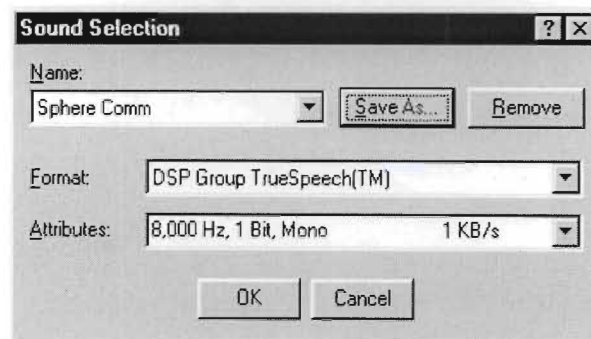 Sound Selection
Name:
Sphere Comm
Save As...
Remove
Format:
DSP Group TrueSpeech(TM)
Attributes:
8,000 Hz, 1 Bit, Mono 1 KB/s
OK
Cancel